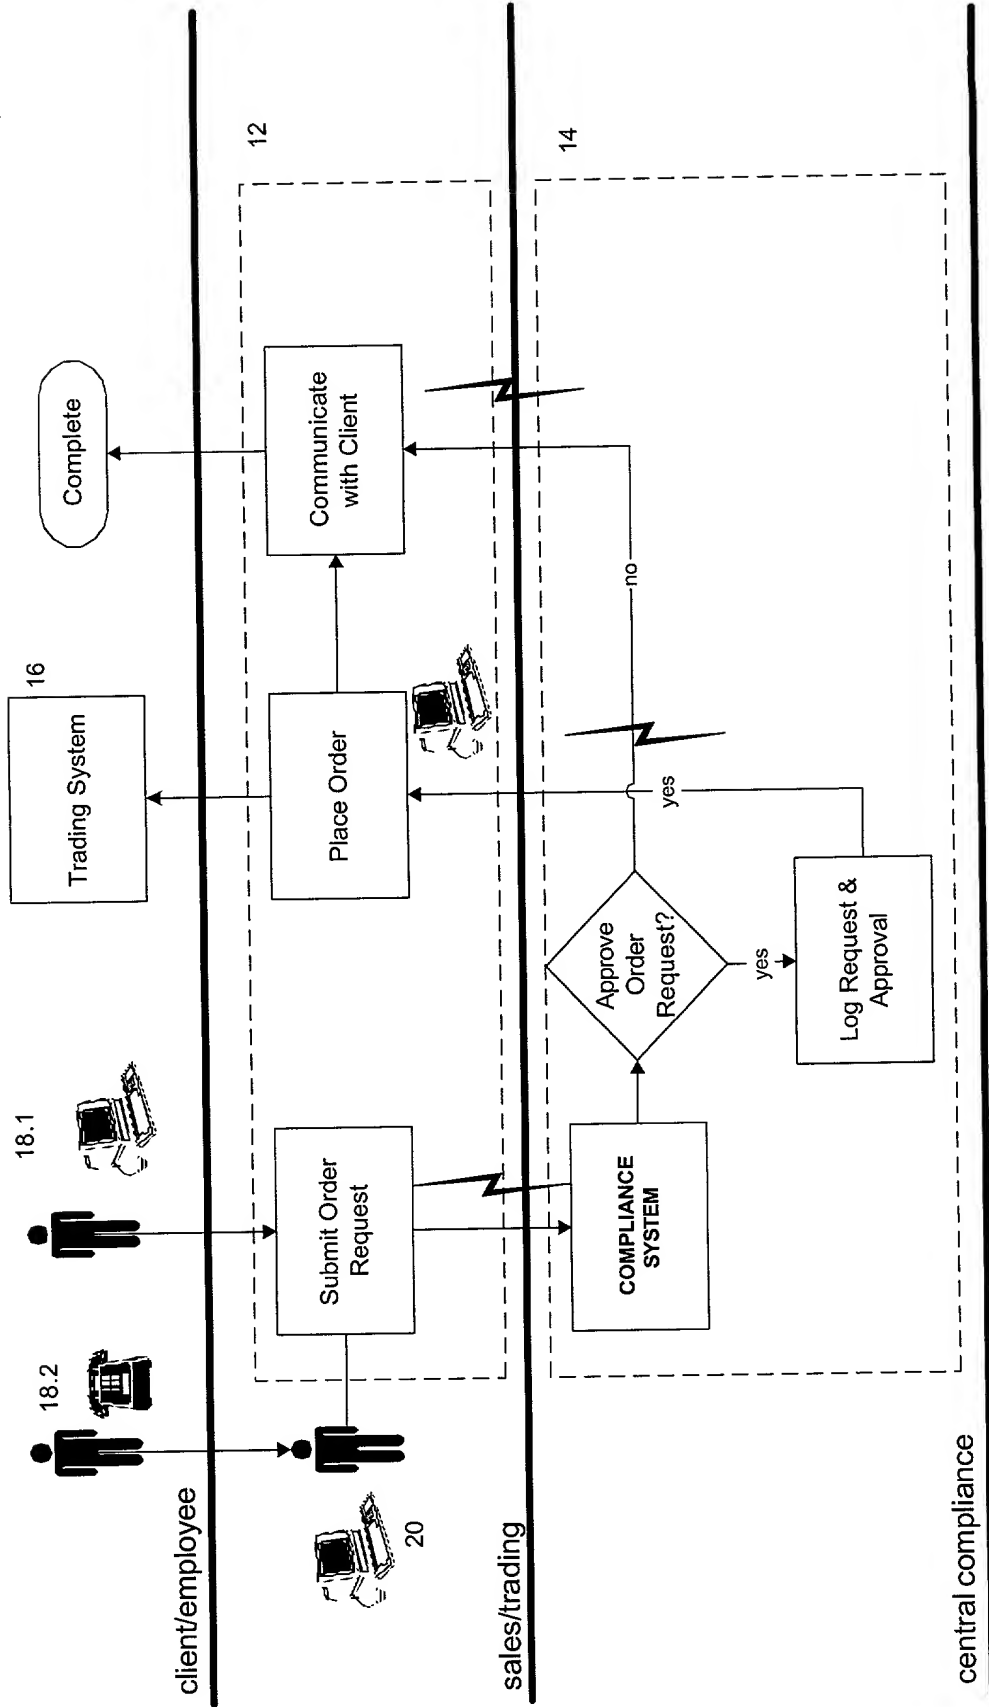 18.2
18.1
Trading System
16
Complete
client/employee
20
Submit Order
Request
Place Order
Communicate
with Client
12
sales/trading
COMPLIANCE
SYSTEM
Approve
Order
Request?
no
yes
yes
Log Request &
Approval
14
central compliance